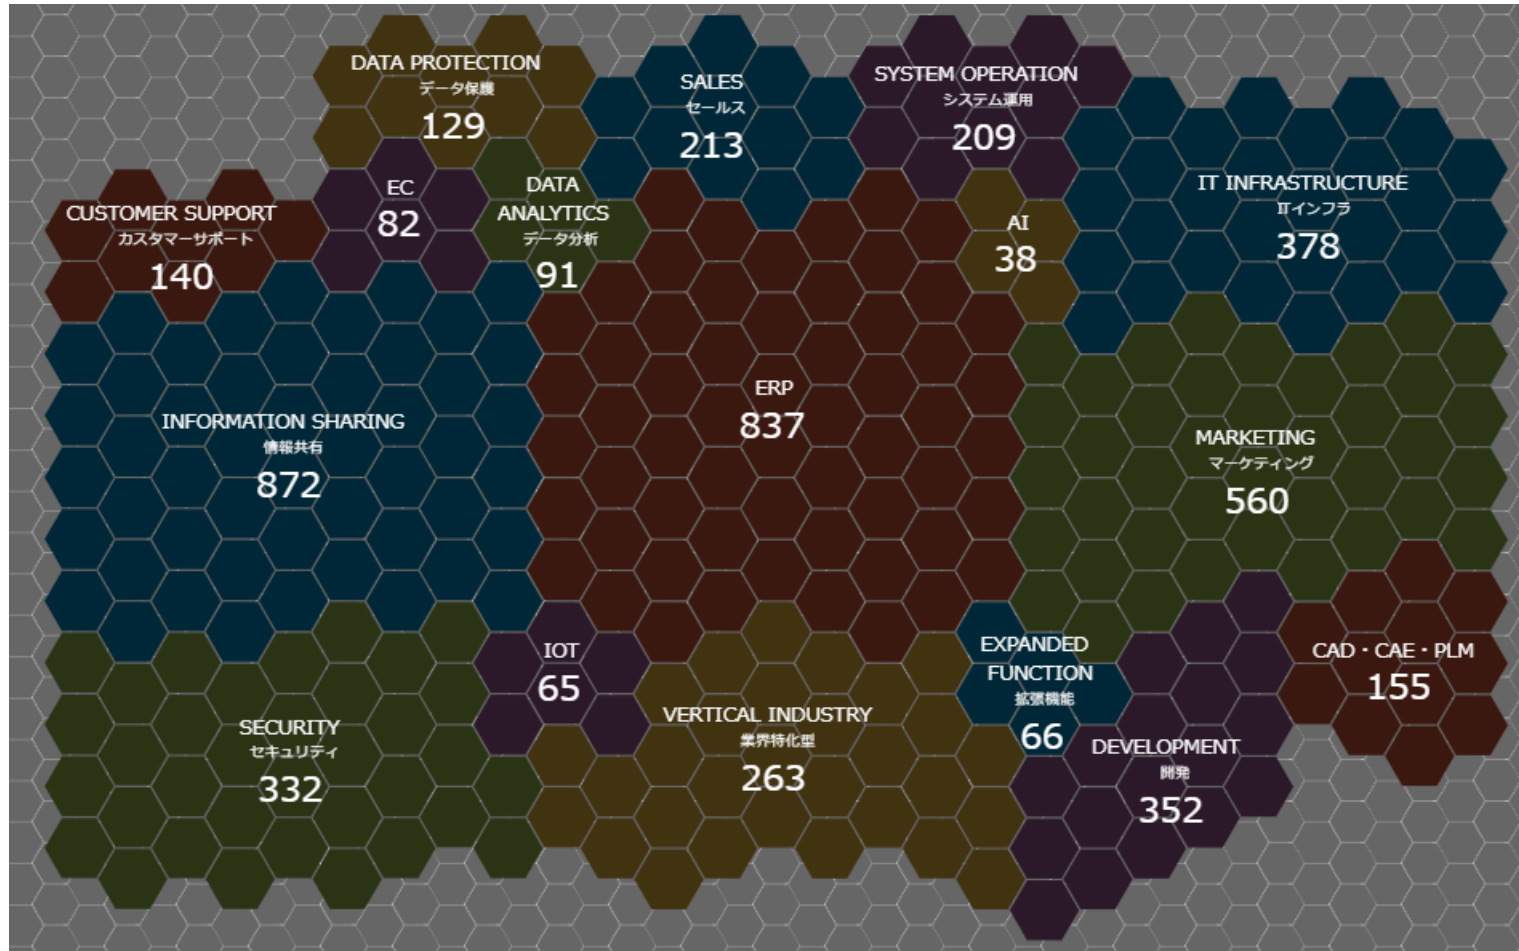 DATA PROTECTION
データ保護
129
SALES
セールス
213
SYSTEM OPERATION
システム運用
209
IT INFRASTRUCTURE
ITインフラ
378
CUSTOMER SUPPORT
カスタマーサポート
140
EC
82
DATA
ANALYTICS
データ分析
91
AI
38
INFORMATION SHARING
情報共有
872
ERP
837
MARKETING
マーケティング
560
SECURITY
セキュリティ
332
IOT
65
VERTICAL INDUSTRY
業界特化型
263
EXPANDED
FUNCTION
拡張機能
66
DEVELOPMENT
開発
352
CAD・CAE・PLM
155